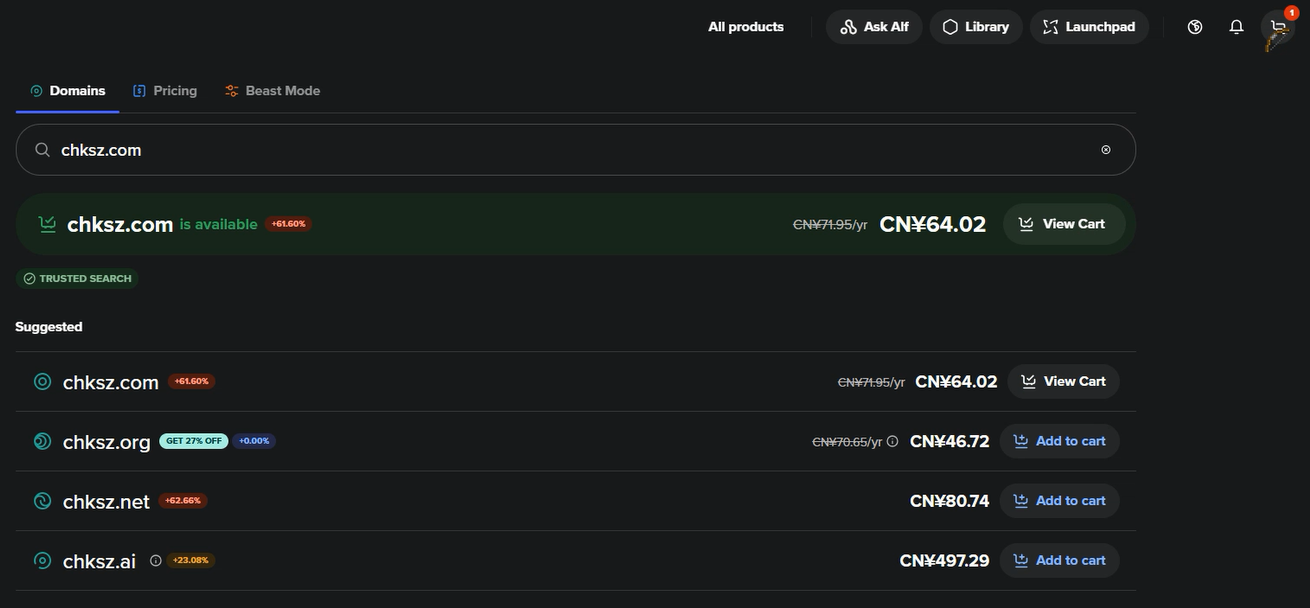 All products Ask Alf Library Launchpad 1
Domains Pricing Beast Mode
chksz.com
chksz.com is available +61.60% CN¥71.95/yr CN¥64.02 View Cart
TRUSTED SEARCH
Suggested
chksz.com +61.60% CN¥71.95/yr CN¥64.02 View Cart
chksz.org GET 27% OFF +0.00% CN¥70.65/yr CN¥46.72 Add to cart
chksz.net +62.66% CN¥80.74 Add to cart
chksz.ai +23.08% CN¥497.29 Add to cart